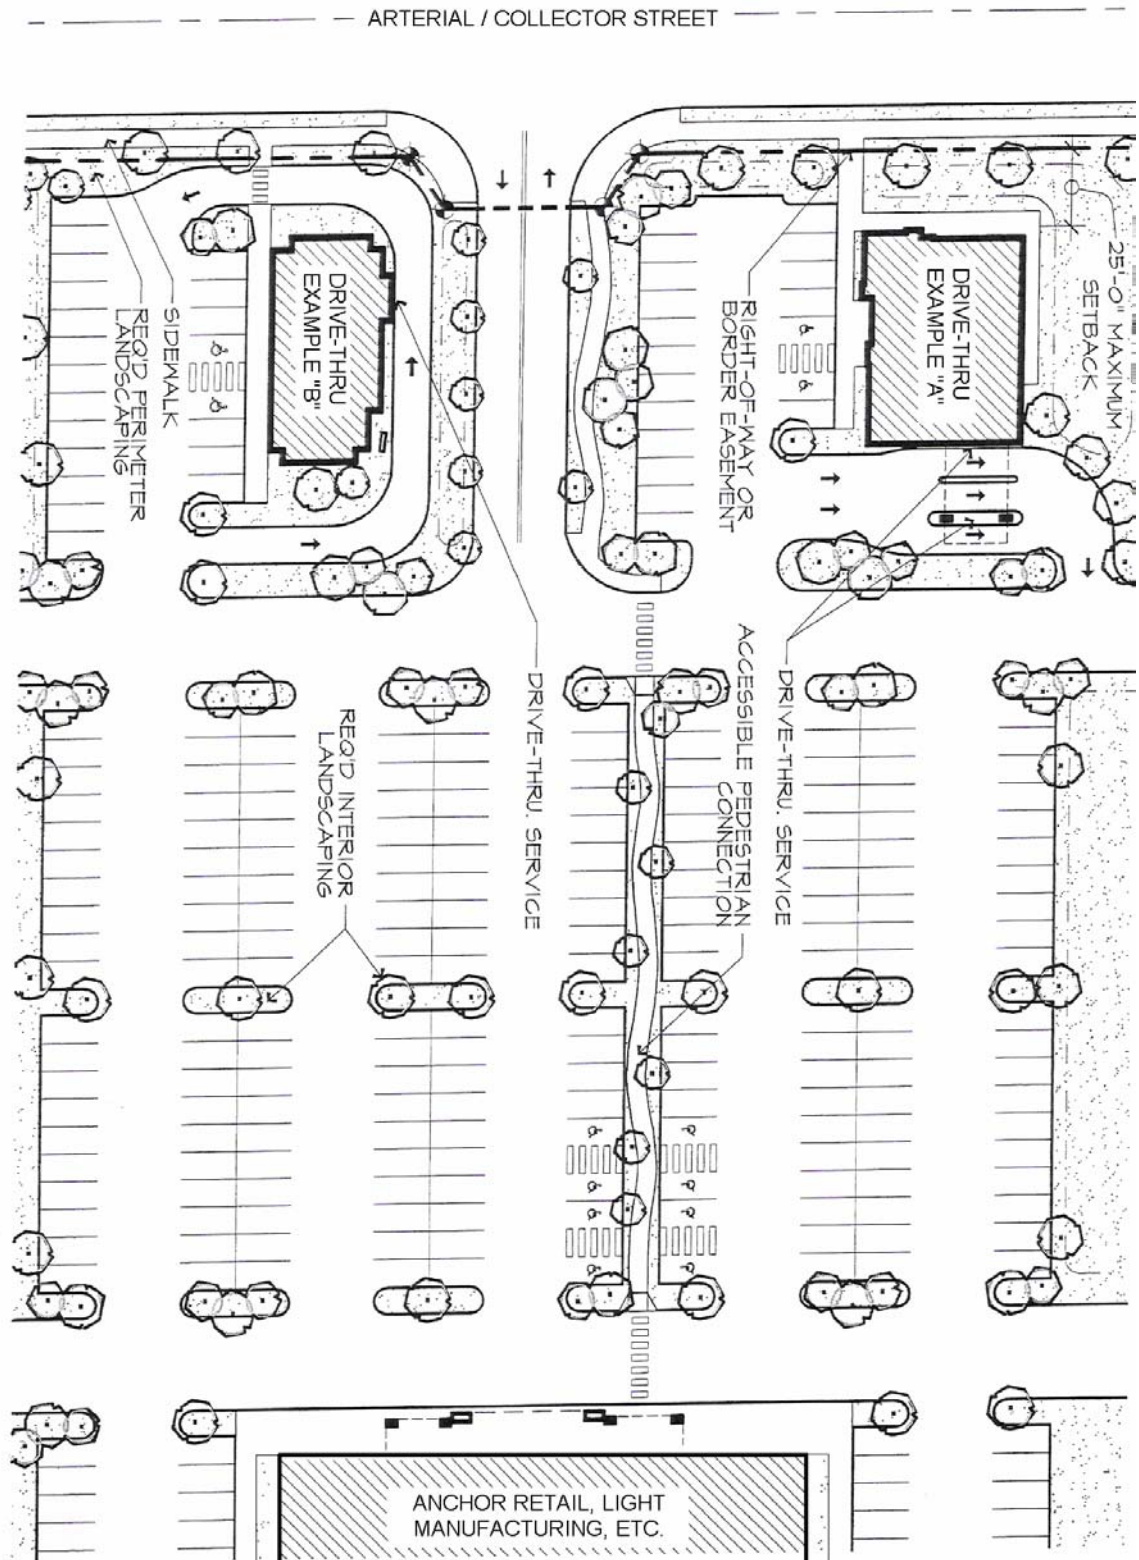 ARTERIAL / COLLECTOR STREET
DRIVE-THRU
EXAMPLE "B"
DRIVE-THRU
EXAMPLE "A"
25'-0" MAXIMUM
SETBACK
SIDEWALK
REQ'D PERIMETER
LANDSCAPING
RIGHT-OF-WAY OR
BORDER EASEMENT
DRIVE-THRU. SERVICE
ACCESSIBLE PEDESTRIAN
CONNECTION
DRIVE-THRU. SERVICE
REQ'D INTERIOR
LANDSCAPING
ANCHOR RETAIL, LIGHT
MANUFACTURING, ETC.